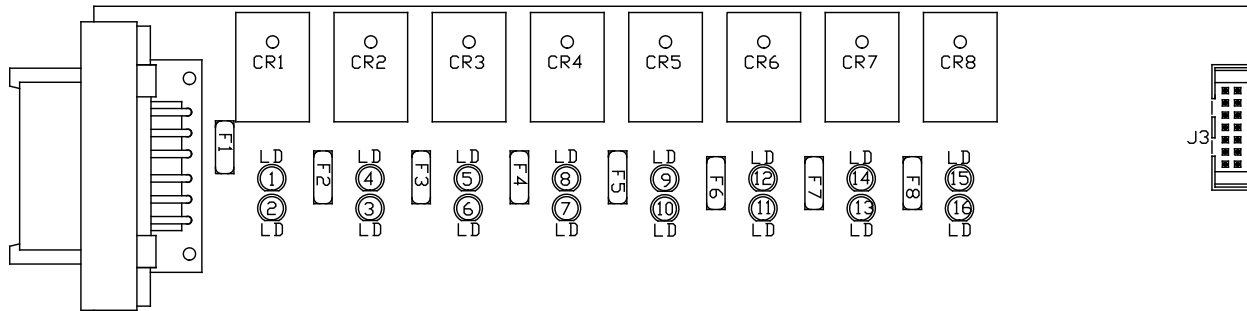 CR1 CR2 CR3 CR4 CR5 CR6 CR7 CR8
F1
J3
LD LD LD LD LD LD LD LD
1 4 5 8 9 12 14 15
F2 F3 F4 F5 F6 F7 F8
2 3 6 7 10 11 13 16
LD LD LD LD LD LD LD LD